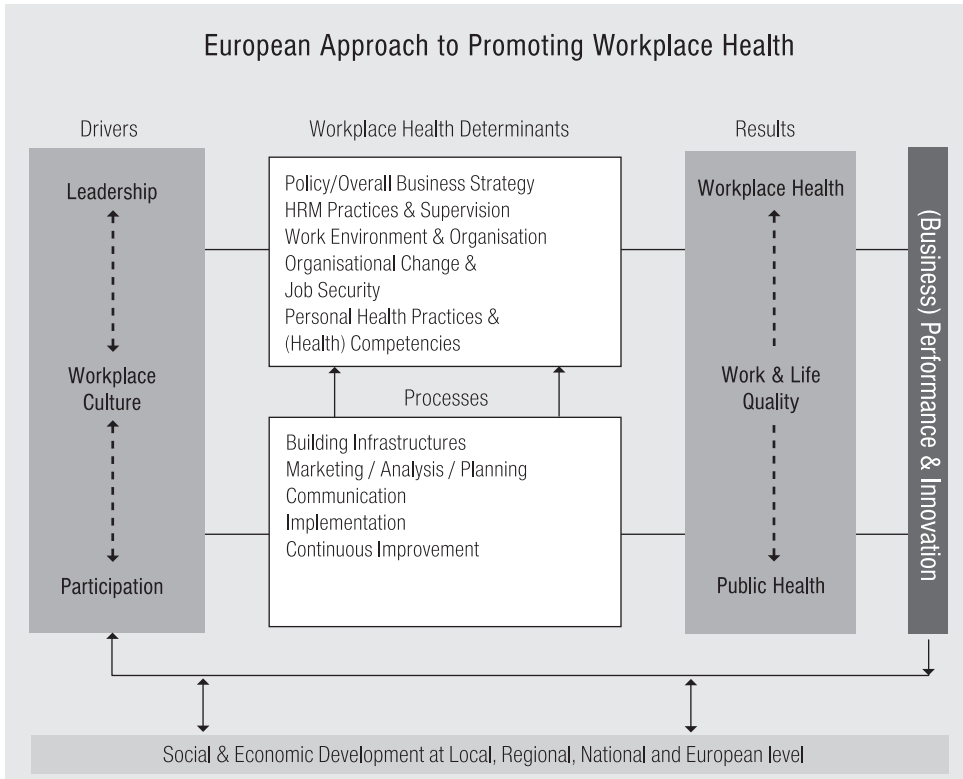 European Approach to Promoting Workplace Health
Drivers
Leadership
Workplace
Culture
Participation
Workplace Health Determinants
Policy/Overall Business Strategy
HRM Practices & Supervision
Work Environment & Organisation
Organisational Change &
Job Security
Personal Health Practices &
(Health) Competencies
Processes
Building Infrastructures
Marketing / Analysis / Planning
Communication
Implementation
Continuous Improvement
Results
Workplace Health
Work & Life
Quality
Public Health
(Business) Performance & Innovation
Social & Economic Development at Local, Regional, National and European level